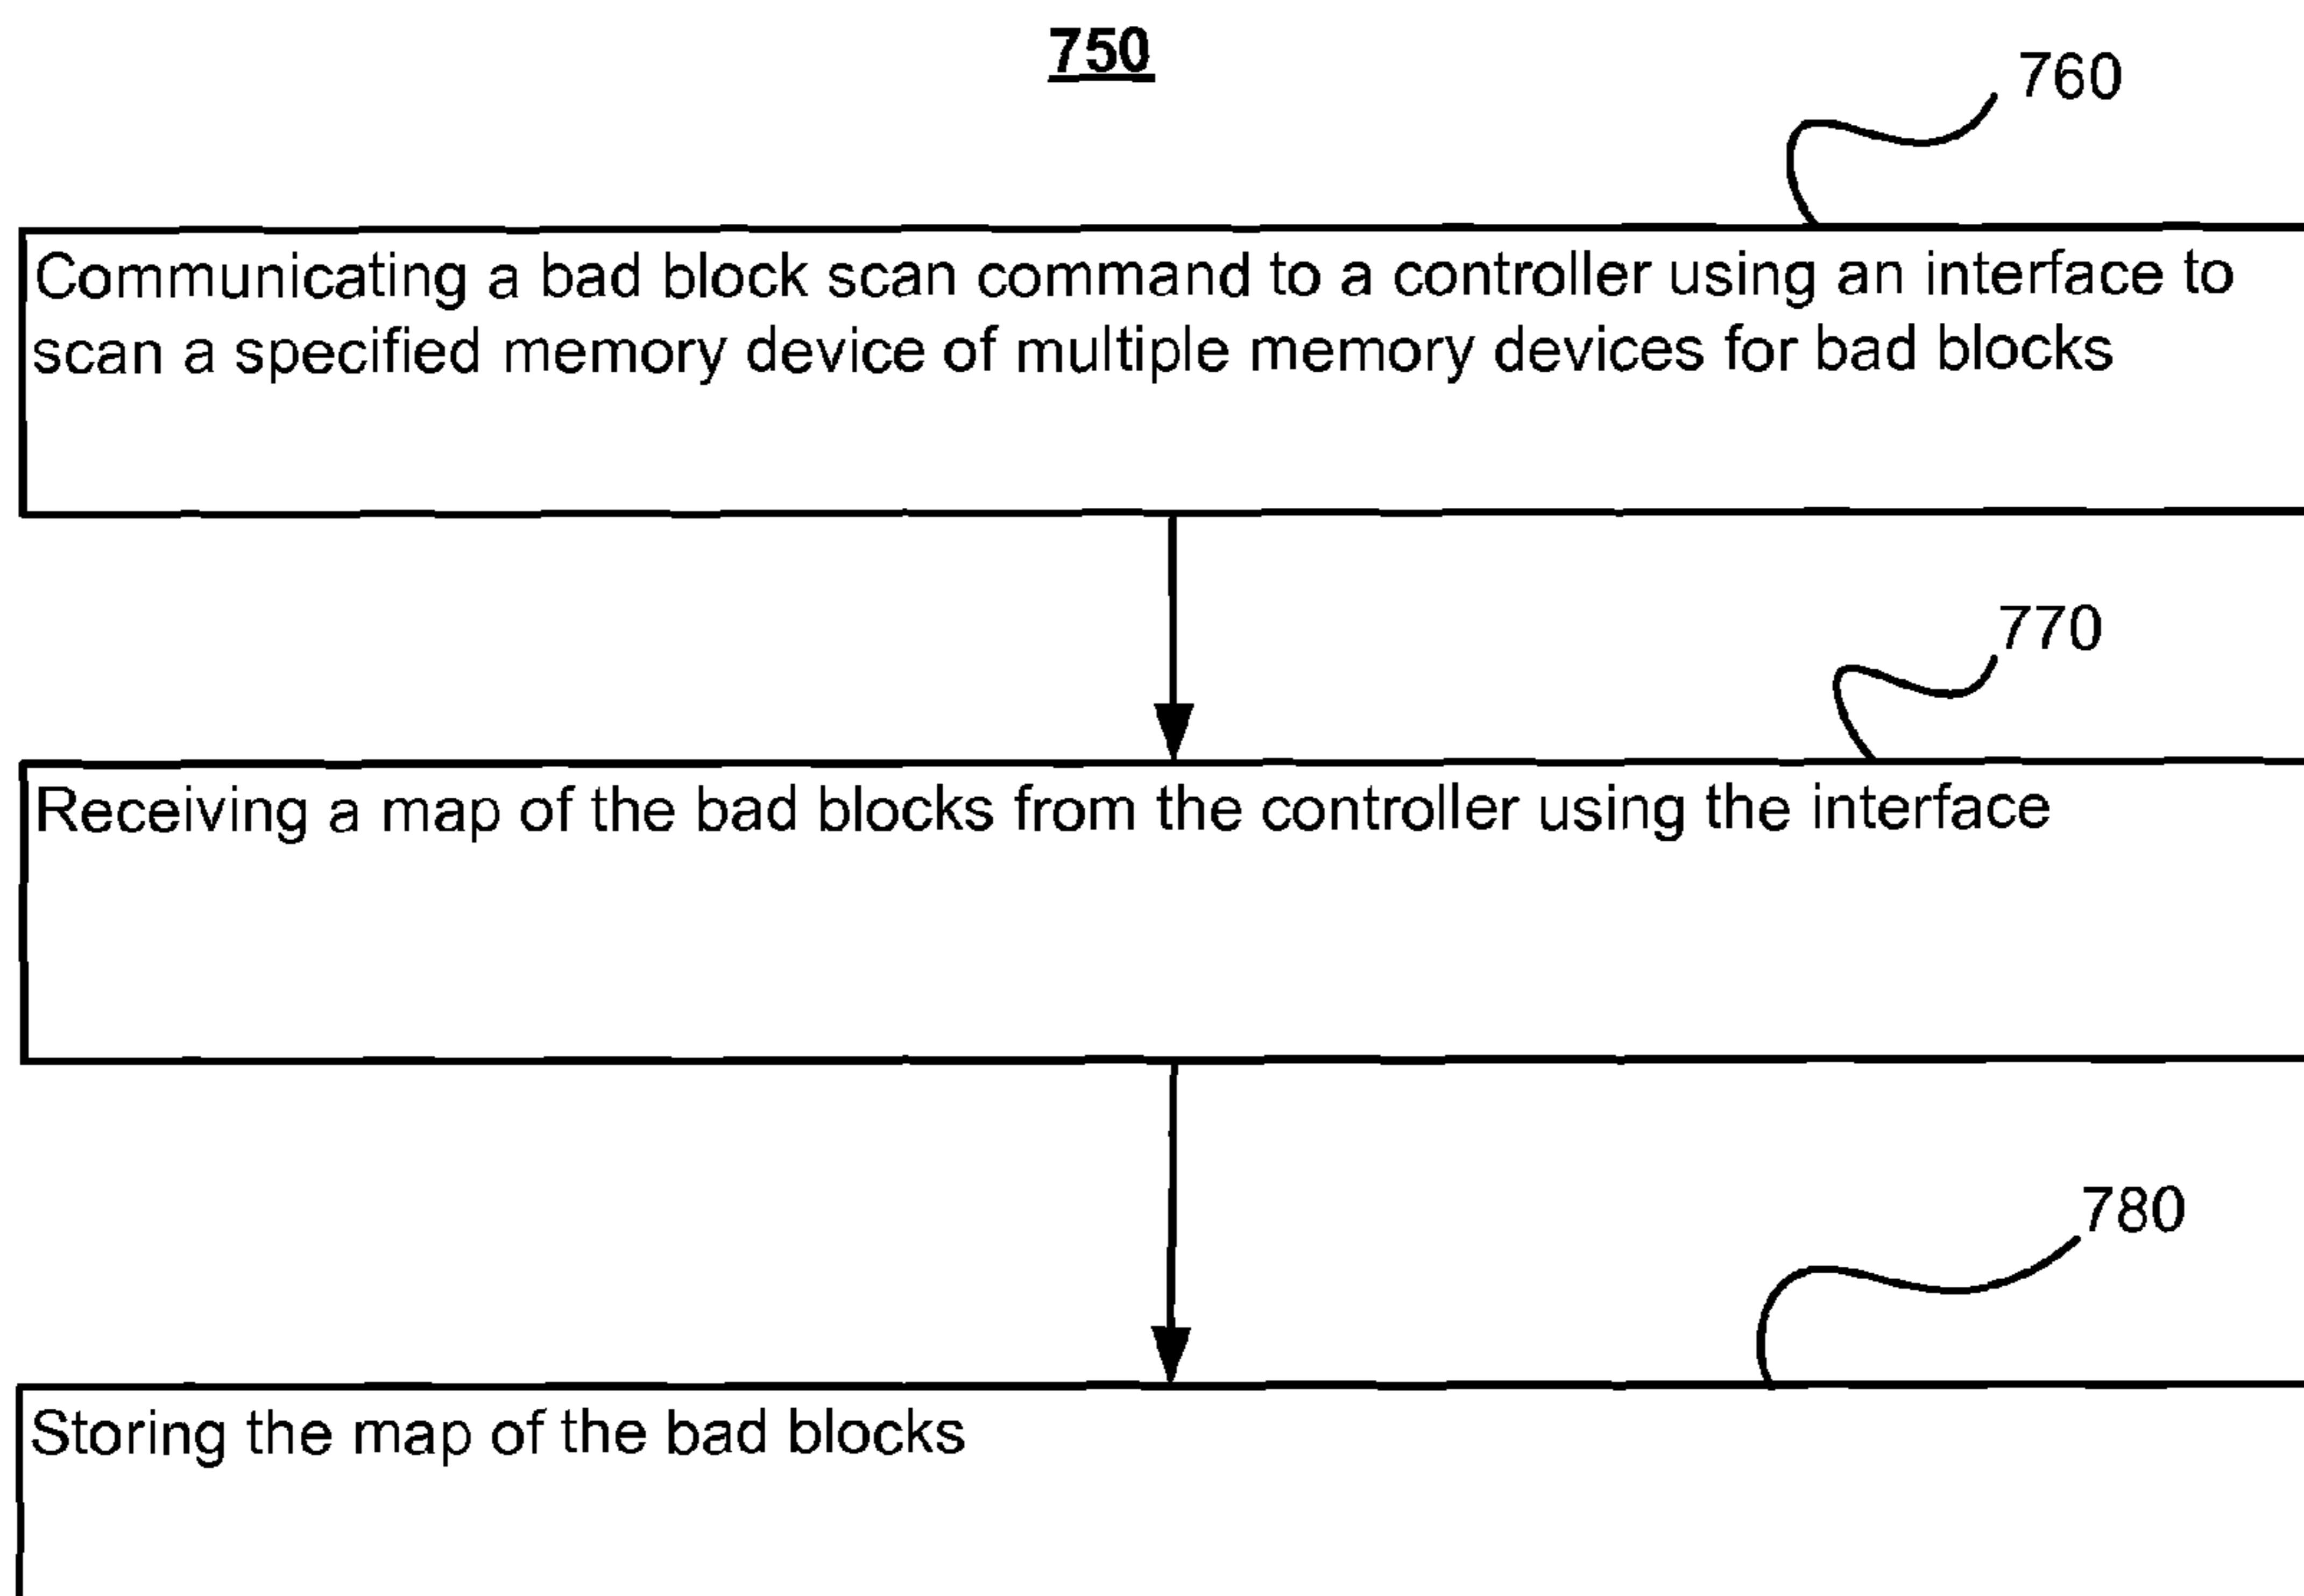 750
760
Communicating a bad block scan command to a controller using an interface to
scan a specified memory device of multiple memory devices for bad blocks
770
Receiving a map of the bad blocks from the controller using the interface
780
Storing the map of the bad blocks